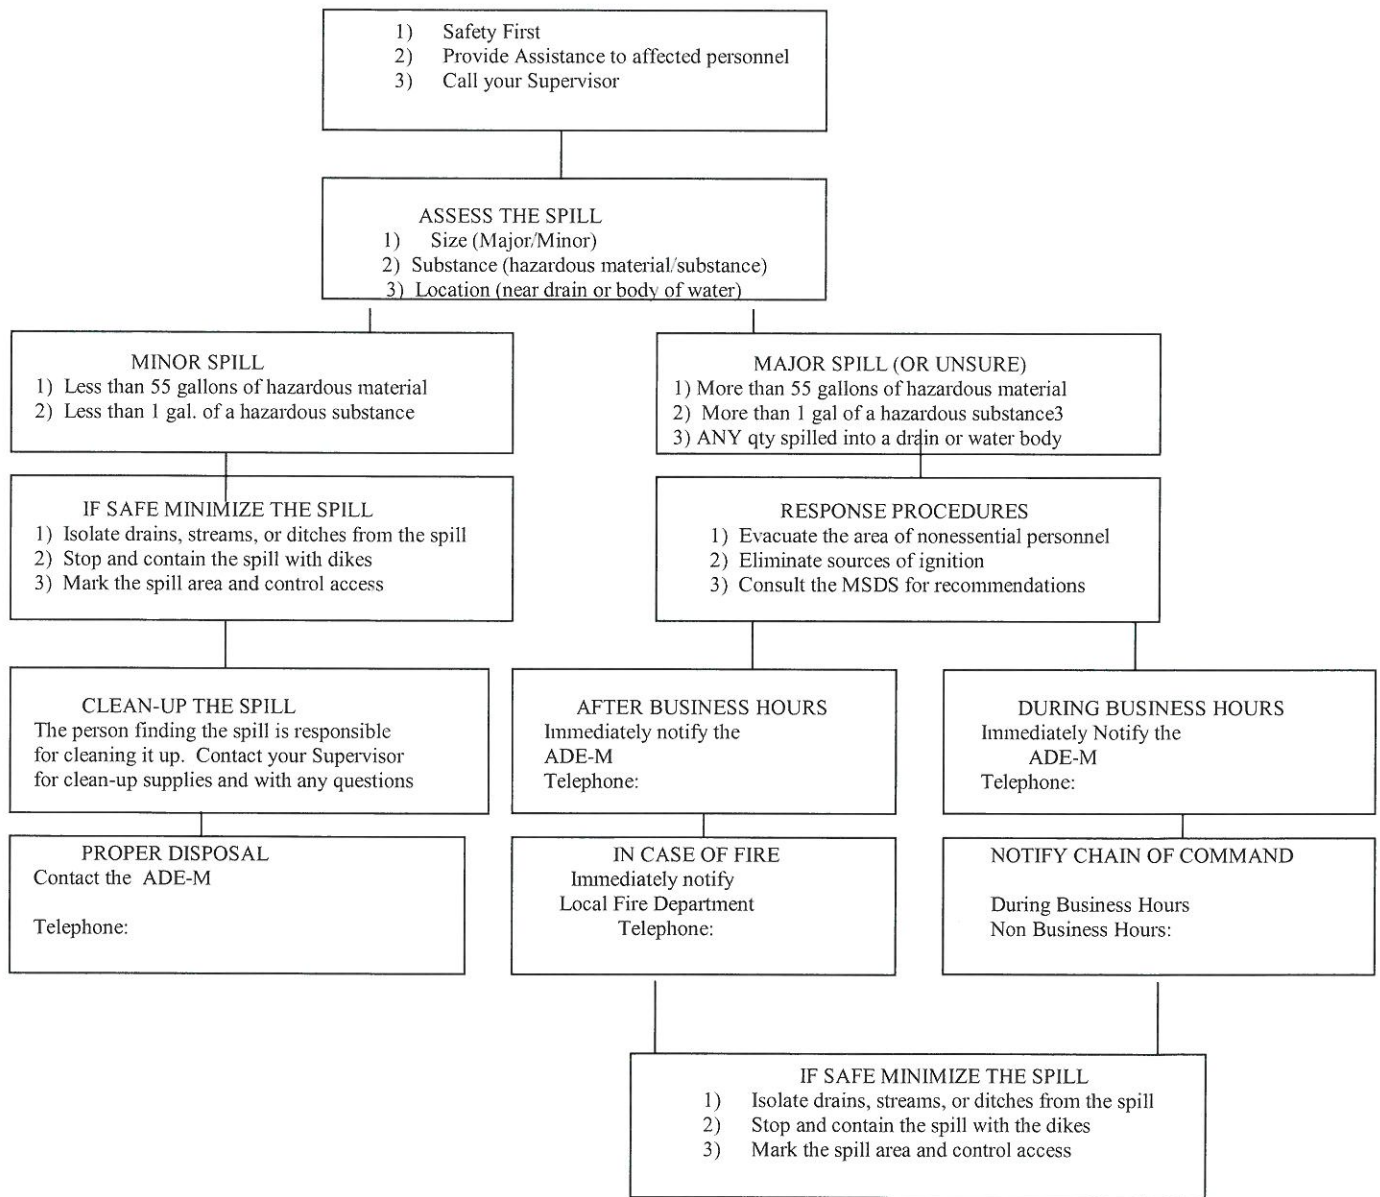 1) Safety First
2) Provide Assistance to affected personnel
3) Call your Supervisor
ASSESS THE SPILL
1) Size (Major/Minor)
2) Substance (hazardous material/substance)
3) Location (near drain or body of water)
MINOR SPILL
1) Less than 55 gallons of hazardous material
2) Less than 1 gal. of a hazardous substance
MAJOR SPILL (OR UNSURE)
1) More than 55 gallons of hazardous material
2) More than 1 gal of a hazardous substance3
3) ANY qty spilled into a drain or water body
IF SAFE MINIMIZE THE SPILL
1) Isolate drains, streams, or ditches from the spill
2) Stop and contain the spill with dikes
3) Mark the spill area and control access
RESPONSE PROCEDURES
1) Evacuate the area of nonessential personnel
2) Eliminate sources of ignition
3) Consult the MSDS for recommendations
CLEAN-UP THE SPILL
The person finding the spill is responsible
for cleaning it up. Contact your Supervisor
for clean-up supplies and with any questions
AFTER BUSINESS HOURS
Immediately notify the
ADE-M
Telephone:
DURING BUSINESS HOURS
Immediately Notify the
ADE-M
Telephone:
PROPER DISPOSAL
Contact the ADE-M
Telephone:
IN CASE OF FIRE
Immediately notify
Local Fire Department
Telephone:
NOTIFY CHAIN OF COMMAND
During Business Hours
Non Business Hours:
IF SAFE MINIMIZE THE SPILL
1) Isolate drains, streams, or ditches from the spill
2) Stop and contain the spill with the dikes
3) Mark the spill area and control access